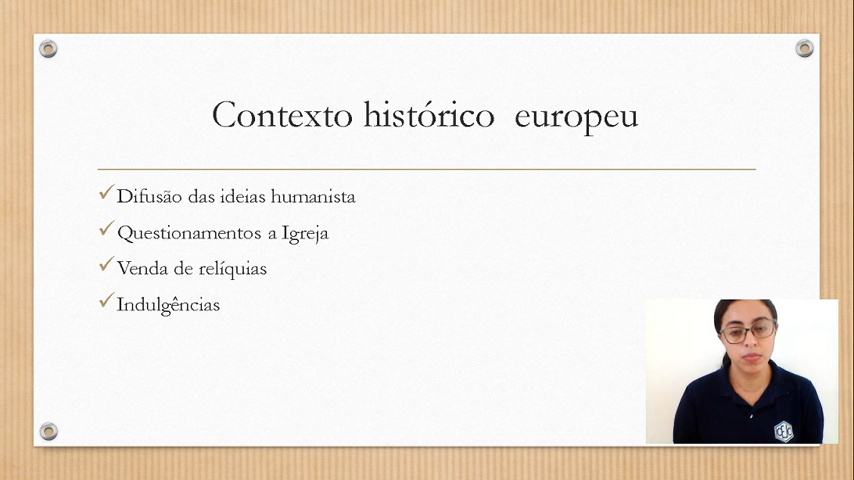 Contexto histórico europeu
Difusão das ideias humanista
Questionamentos a Igreja
Venda de relíquias
Indulgências